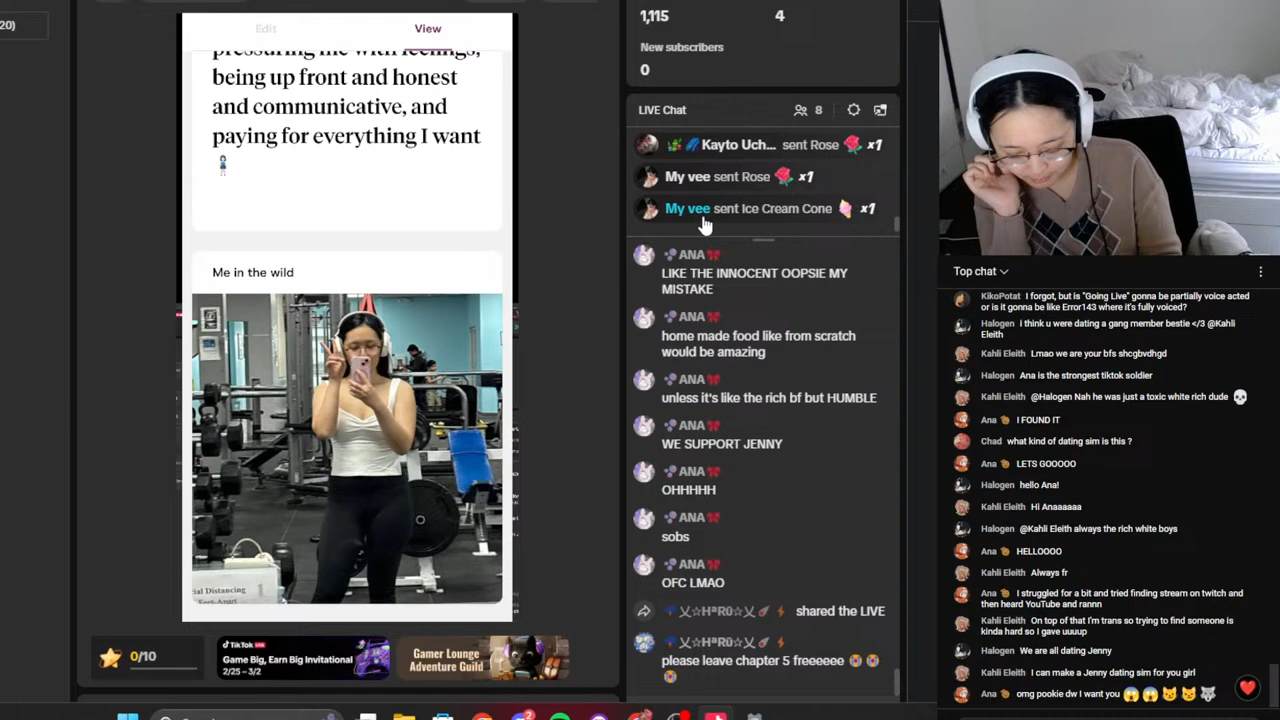 20)
Edit
View
pressuring me with feelings,
being up front and honest
and communicative, and
paying for everything I want
Me in the wild
0/10
TikTok LIVE
Game Big, Earn Big Invitational
2/25 – 3/2
Gamer Lounge
Adventure Guild
1,115
4
New subscribers
0
LIVE Chat
8
Kayto Uch... sent Rose x1
My vee sent Rose x1
My vee sent Ice Cream Cone x1
ANA
LIKE THE INNOCENT OOPSIE MY
MISTAKE
ANA
home made food like from scratch
would be amazing
ANA
unless it's like the rich bf but HUMBLE
ANA
WE SUPPORT JENNY
ANA
OHHHHH
ANA
sobs
ANA
OFC LMAO
shared the LIVE
please leave chapter 5 freeeeee
Top chat
KikoPotat I forgot, but is "Going Live" gonna be partially voice acted
or is it gonna be like Error143 where it's fully voiced?
Halogen i think u were dating a gang member bestie </3 @Kahli
Eleith
Kahli Eleith Lmao we are your bfs shcgbvdhgd
Halogen Ana is the strongest tiktok soldier
Kahli Eleith @Halogen Nah he was just a toxic white rich dude
Ana I FOUND IT
Chad what kind of dating sim is this ?
Ana LETS GOOOOO
Halogen hello Ana!
Kahli Eleith Hi Anaaaaaa
Halogen @Kahli Eleith always the rich white boys
Ana HELLOOOO
Kahli Eleith Always fr
Ana I struggled for a bit and tried finding stream on twitch and
then heard YouTube and rannn
Kahli Eleith On top of that I'm trans so trying to find someone is
kinda hard so I gave uuuup
Halogen We are all dating Jenny
Kahli Eleith I can make a Jenny dating sim for you girl
Ana omg pookie dw I want you